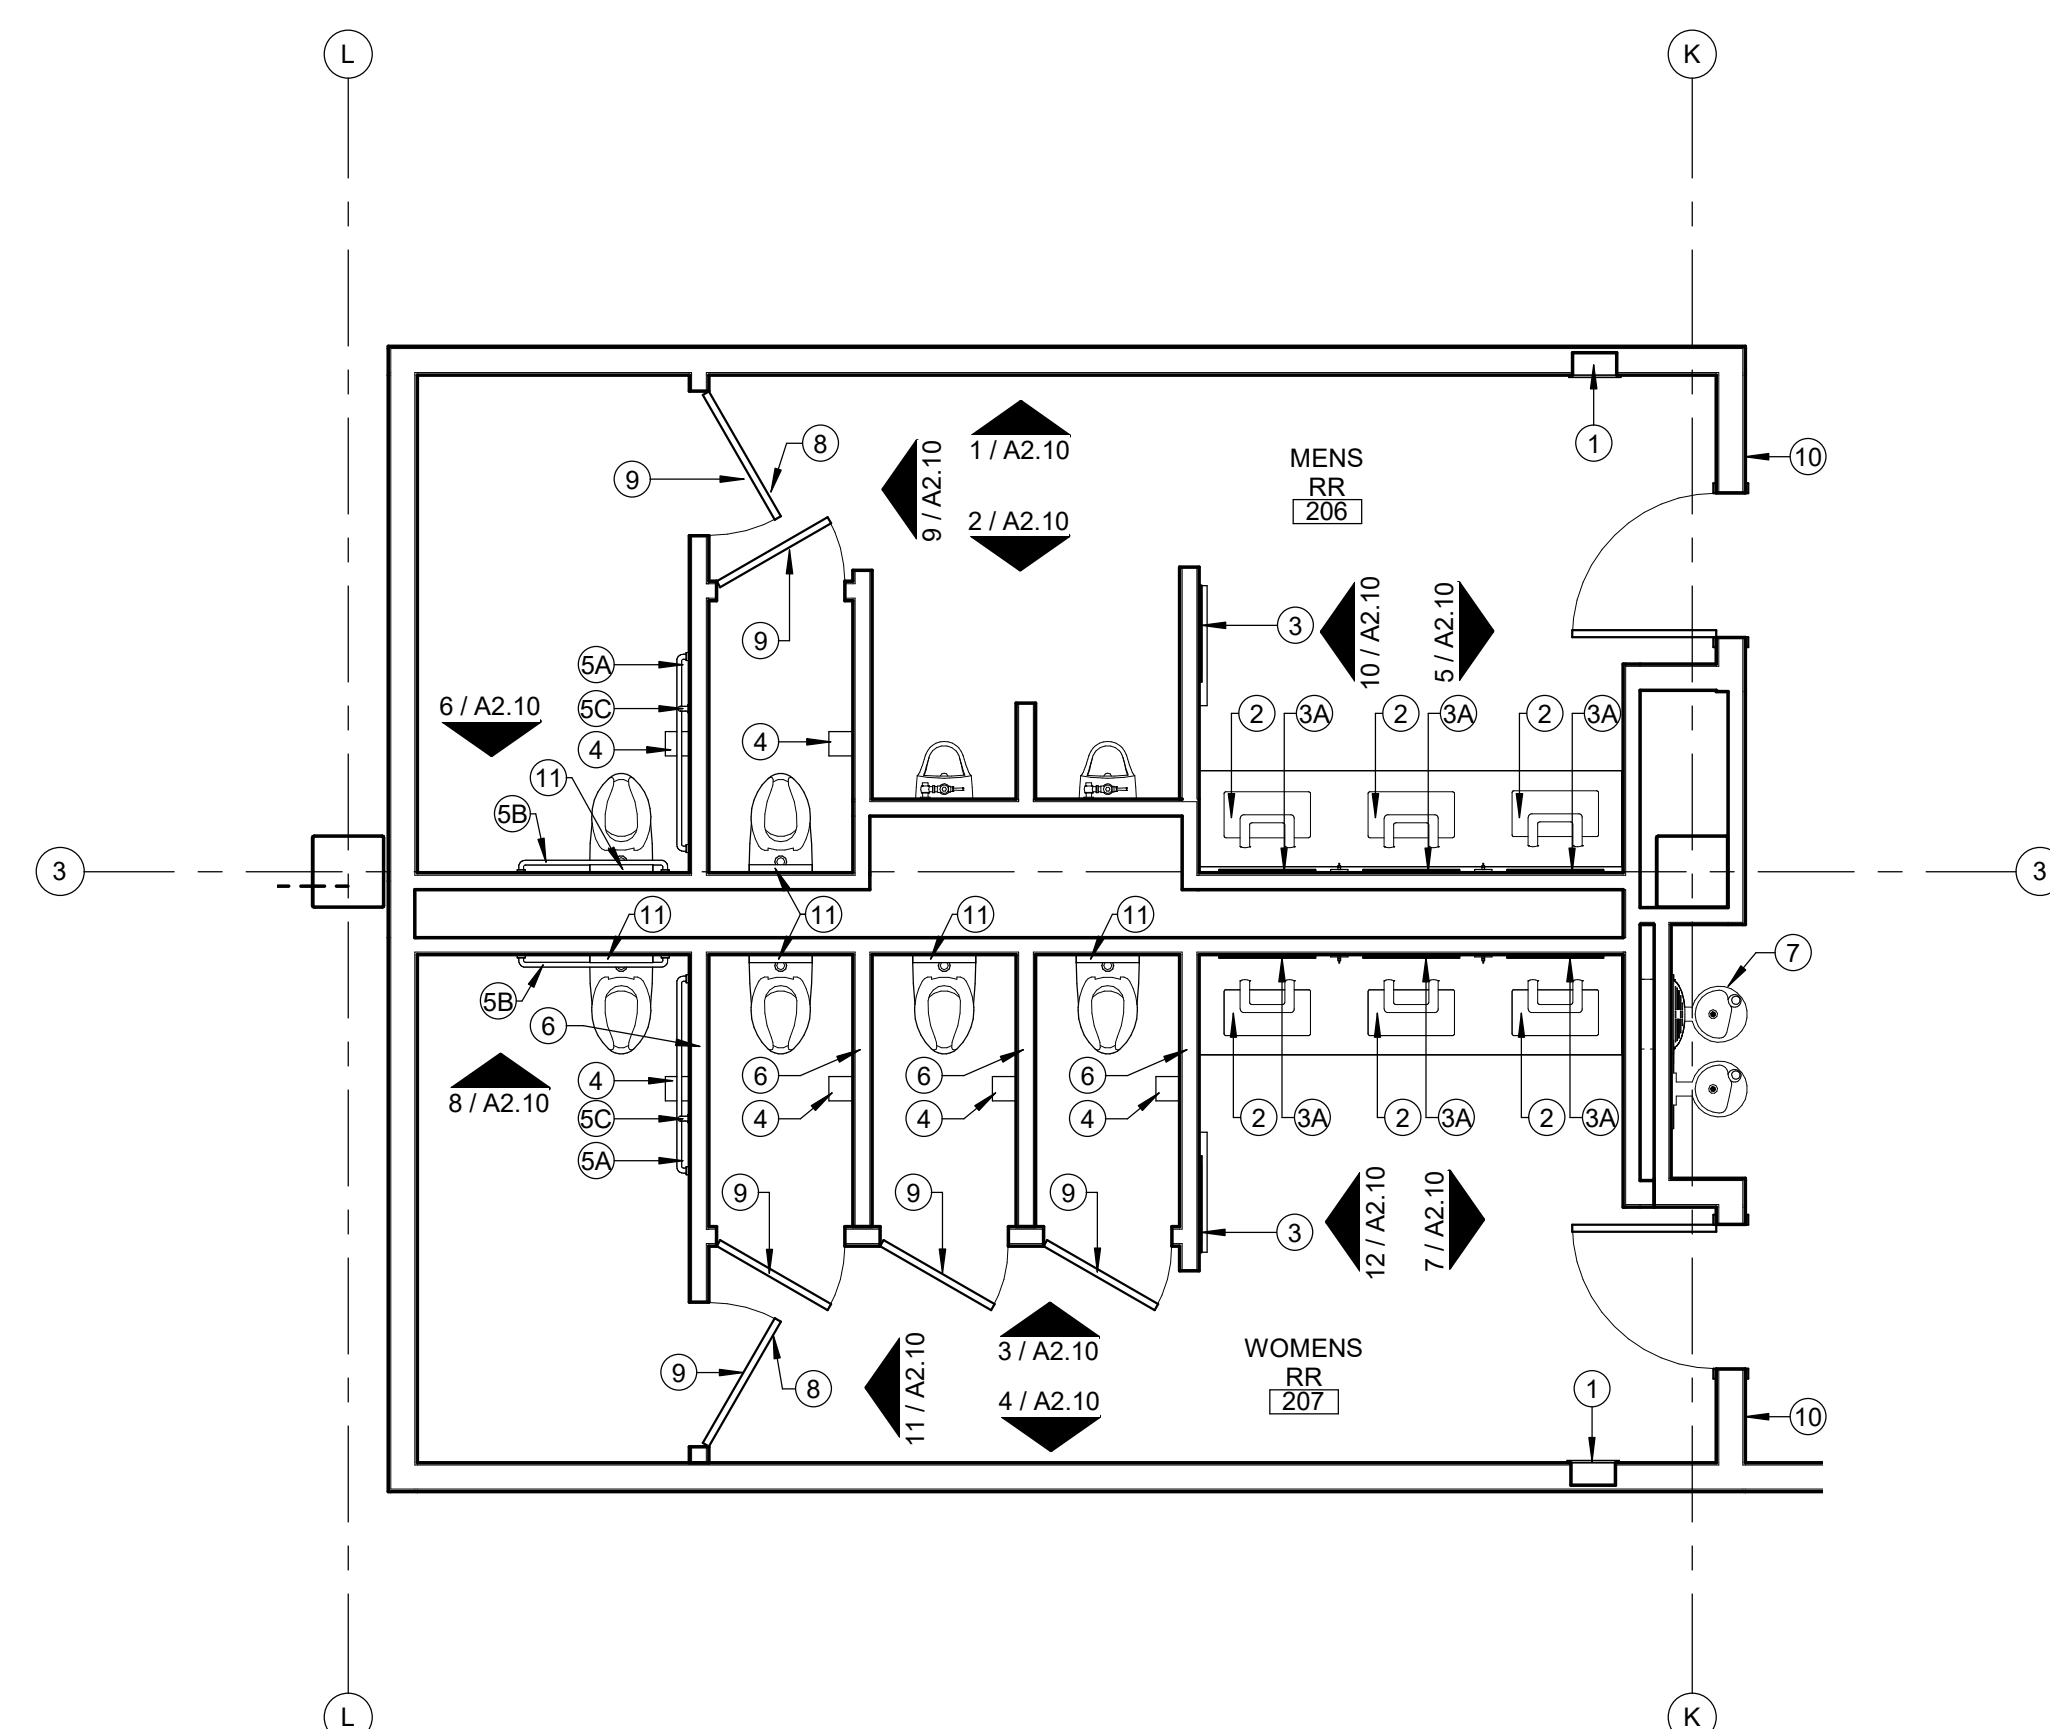 L
K
1 / A2.10
9 / A2.10
2 / A2.10
8
9
1
10
MENS
RR
206
9
3
10 / A2.10
5 / A2.10
5A
5C
4
4
6 / A2.10
2
3A
2
3A
2
3A
11
5B
3
3
11
11
11
11
7
5B
6
4
5C
5A
8 / A2.10
6
4
6
4
6
4
2
3A
2
3A
2
3A
9
9
9
3
12 / A2.10
7 / A2.10
9
8
11 / A2.10
3 / A2.10
4 / A2.10
WOMENS
RR
207
1
10
L
K